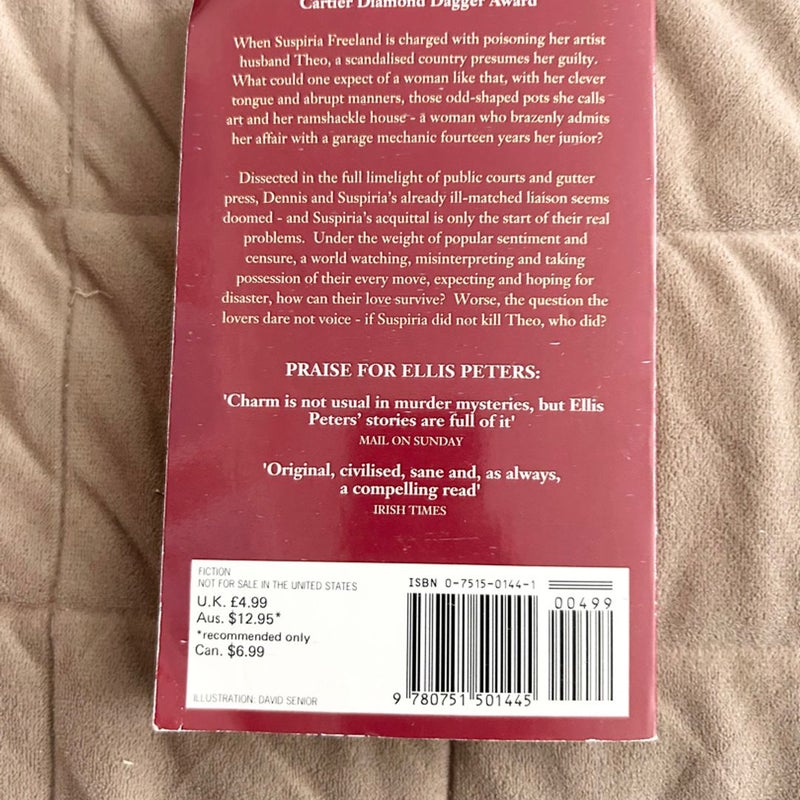 Cartier Diamond Dagger Award
When Suspiria Freeland is charged with poisoning her artist
husband Theo, a scandalised country presumes her guilty.
What could one expect of a woman like that, with her clever
tongue and abrupt manners, those odd-shaped pots she calls
art and her ramshackle house - a woman who brazenly admits
her affair with a garage mechanic fourteen years her junior?
Dissected in the full limelight of public courts and gutter
press, Dennis and Suspiria's already ill-matched liaison seems
doomed - and Suspiria's acquittal is only the start of their real
problems. Under the weight of popular sentiment and
censure, a world watching, misinterpreting and taking
possession of their every move, expecting and hoping for
disaster, how can their love survive? Worse, the question the
lovers dare not voice - if Suspiria did not kill Theo, who did?
PRAISE FOR ELLIS PETERS:
'Charm is not usual in murder mysteries, but Ellis
Peters' stories are full of it'
MAIL ON SUNDAY
'Original, civilised, sane and, as always,
a compelling read'
IRISH TIMES
FICTION
NOT FOR SALE IN THE UNITED STATES
U.K. £4.99
Aus. $12.95*
*recommended only
Can. $6.99
ILLUSTRATION: DAVID SENIOR
ISBN 0-7515-0144-1
00499
9 780751 501445